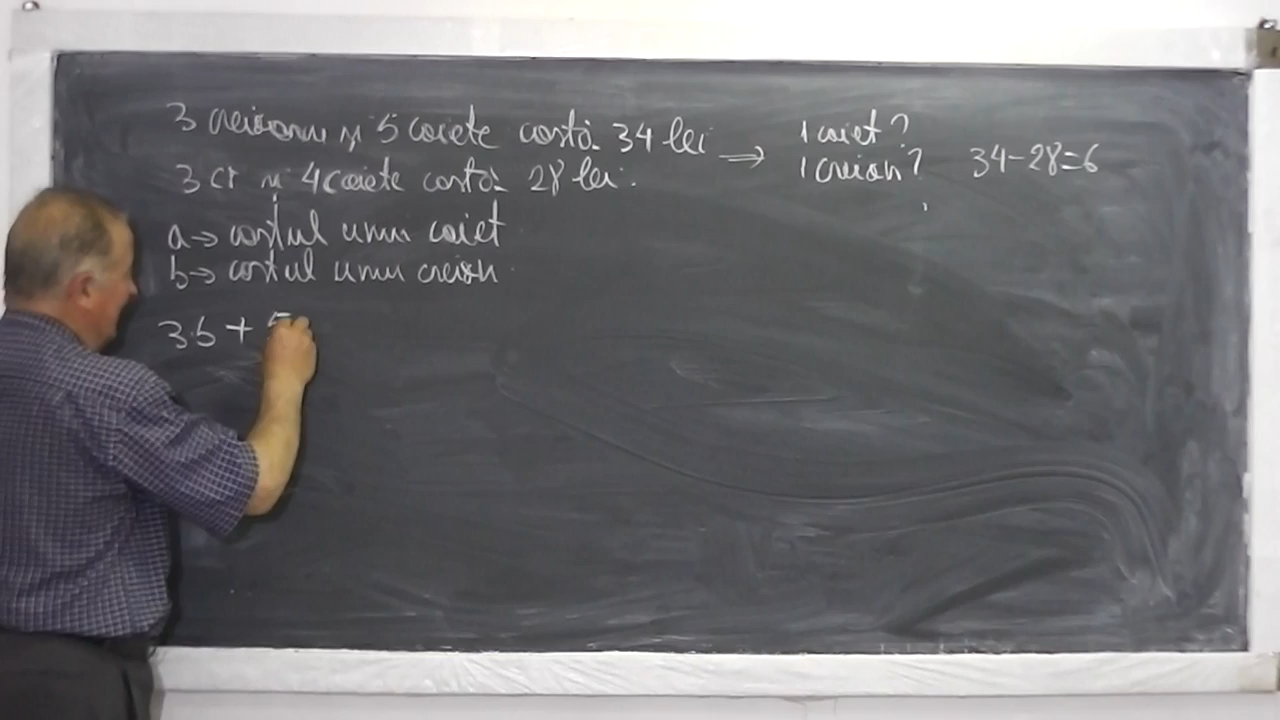 3 creioane și 5 caiete costă 34 lei ⇒ 1 caiet?
1 creion? 34-28=6
3 cr și 4 caiete costă 28 lei.
a→ costul unui caiet
b→ costul unui creion
3b + 5